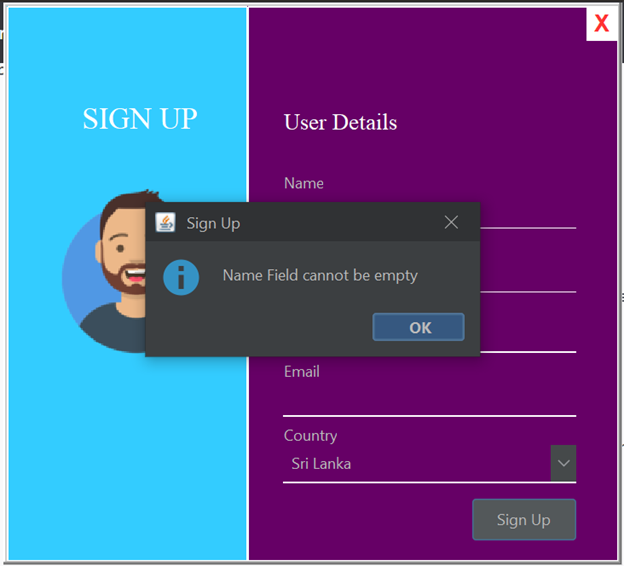 X
SIGN UP
User Details
Name
Sign Up
Name Field cannot be empty
OK
Email
Country
Sri Lanka
Sign Up